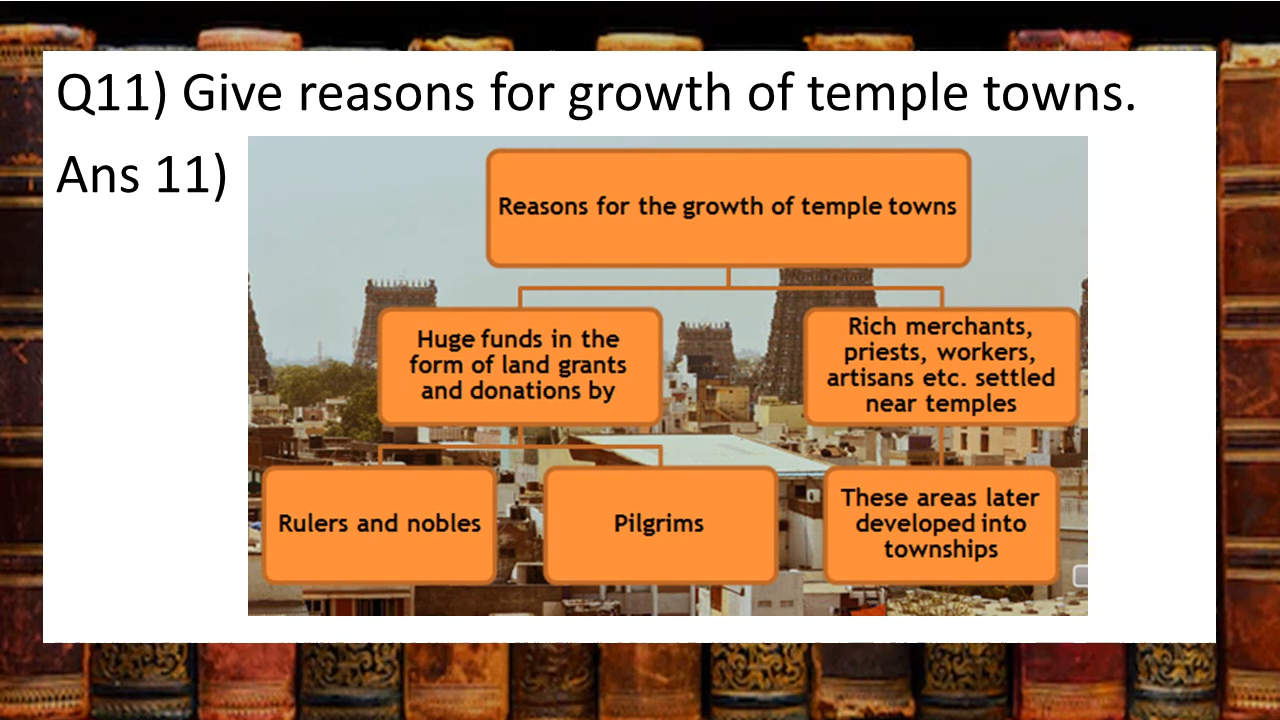 Q11) Give reasons for growth of temple towns.
Ans 11)
Reasons for the growth of temple towns
Huge funds in the
form of land grants
and donations by
Rich merchants,
priests, workers,
artisans etc. settled
near temples
Rulers and nobles
Pilgrims
These areas later
developed into
townships